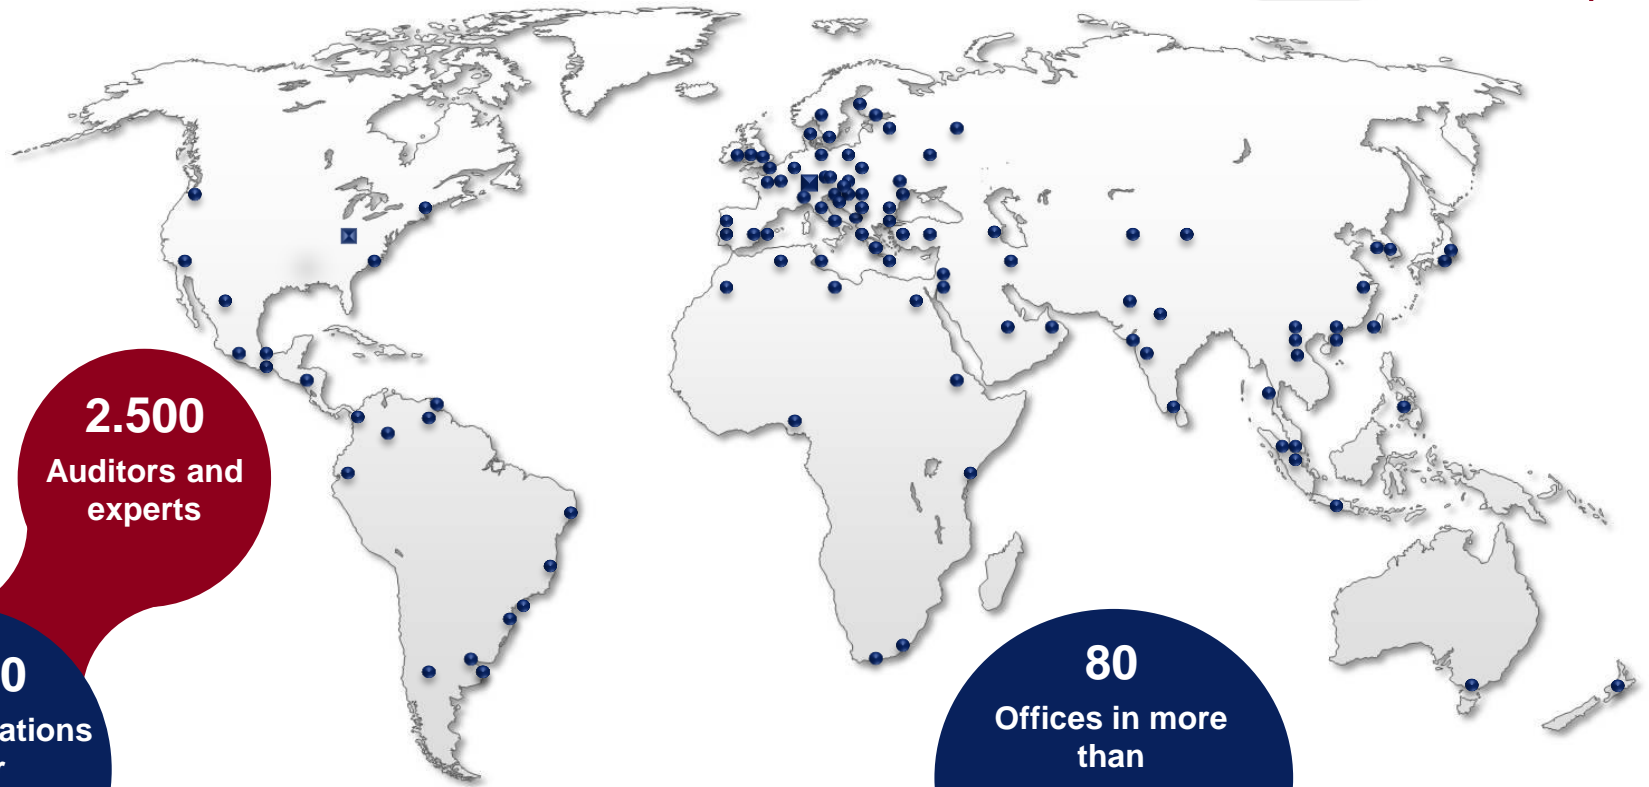 2.500
Auditors and
experts
0
ations
80
Offices in more
than